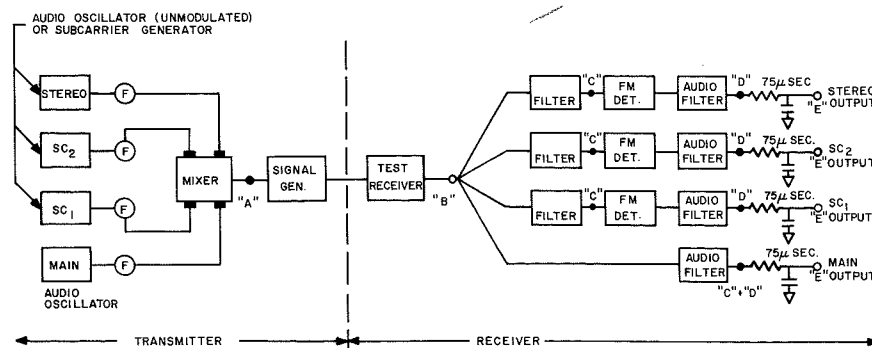 AUDIO OSCILLATOR (UNMODULATED)
OR SUBCARRIER GENERATOR
STEREO
F
SC2
F
SC1
F
MAIN
F
AUDIO
OSCILLATOR
MIXER
"A"
SIGNAL
GEN.
TEST
RECEIVER
"B"
FILTER
"C"
FM
DET.
AUDIO
FILTER
"D"
75μ SEC
STEREO
"E" OUTPUT
FILTER
"C"
FM
DET.
AUDIO
FILTER
"D"
75μ SEC.
SC2
"E" OUTPUT
FILTER
"C"
FM
DET.
AUDIO
FILTER
"D"
75μ SEC.
SC1
"E" OUTPUT
AUDIO
FILTER
"C"+"D"
75μ SEC.
MAIN
"E" OUTPUT
TRANSMITTER
RECEIVER